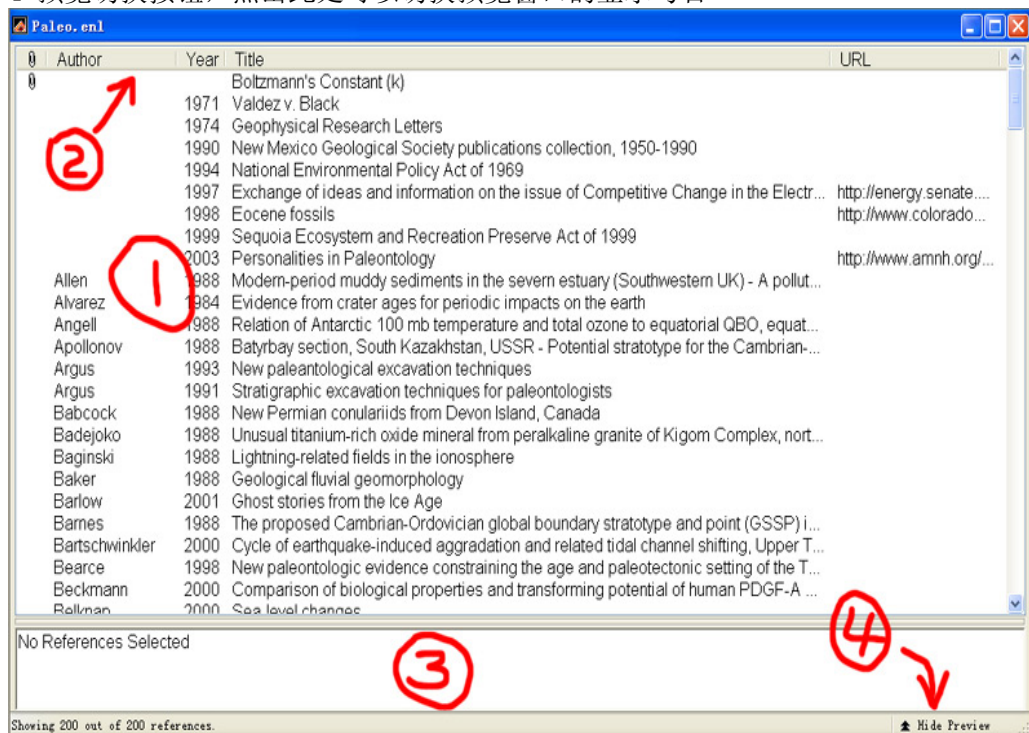 Paleo.enl
Author Year Title URL
Boltzmann's Constant (k)
1971 Valdez v. Black
1974 Geophysical Research Letters
1990 New Mexico Geological Society publications collection, 1950-1990
1994 National Environmental Policy Act of 1969
1997 Exchange of ideas and information on the issue of Competitive Change in the Electr... http://energy.senate....
1998 Eocene fossils http://www.colorado...
1999 Sequoia Ecosystem and Recreation Preserve Act of 1999
2003 Personalities in Paleontology http://www.amnh.org/...
Allen 1988 Modern-period muddy sediments in the severn estuary (Southwestern UK) - A pollut...
Alvarez 1984 Evidence from crater ages for periodic impacts on the earth
Angell 1988 Relation of Antarctic 100 mb temperature and total ozone to equatorial QBO, equat...
Apollonov 1988 Batyrbay section, South Kazakhstan, USSR - Potential stratotype for the Cambrian-...
Argus 1993 New paleantological excavation techniques
Argus 1991 Stratigraphic excavation techniques for paleontologists
Babcock 1988 New Permian conulariids from Devon Island, Canada
Badejoko 1988 Unusual titanium-rich oxide mineral from peralkaline granite of Kigom Complex, nort...
Baginski 1988 Lightning-related fields in the ionosphere
Baker 1988 Geological fluvial geomorphology
Barlow 2001 Ghost stories from the Ice Age
Barnes 1988 The proposed Cambrian-Ordovician global boundary stratotype and point (GSSP) i...
Bartschwinkler 2000 Cycle of earthquake-induced aggradation and related tidal channel shifting, Upper T...
Bearce 1998 New paleontologic evidence constraining the age and paleotectonic setting of the T...
Beckmann 2000 Comparison of biological properties and transforming potential of human PDGF-A ...
Belknap 2000 Sea level changes
No References Selected
Showing 200 out of 200 references. Hide Preview
1
2
3
4